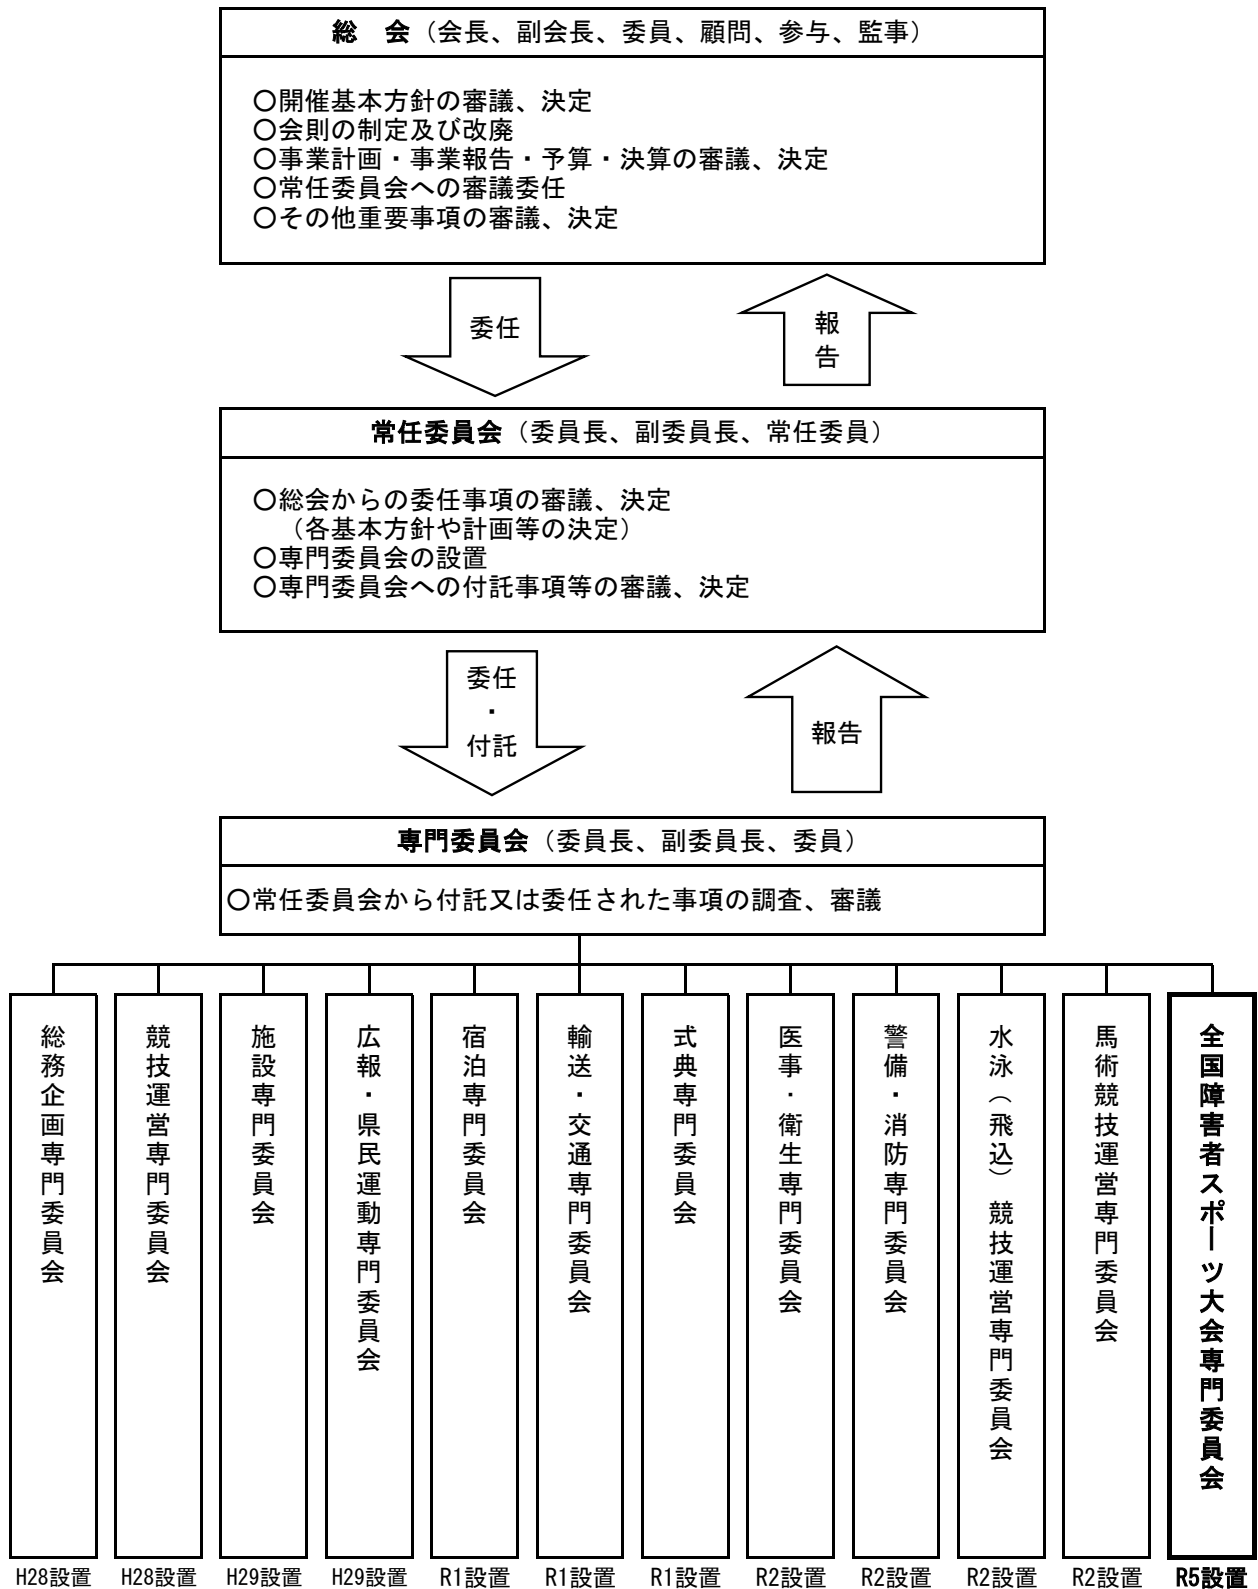 総　会（会長、副会長、委員、顧問、参与、監事）
〇開催基本方針の審議、決定
〇会則の制定及び改廃
〇事業計画・事業報告・予算・決算の審議、決定
〇常任委員会への審議委任
〇その他重要事項の審議、決定
委任
報告
常任委員会（委員長、副委員長、常任委員）
〇総会からの委任事項の審議、決定
（各基本方針や計画等の決定）
〇専門委員会の設置
〇専門委員会への付託事項等の審議、決定
委任
・
付託
報告
専門委員会（委員長、副委員長、委員）
〇常任委員会から付託又は委任された事項の調査、審議
総務企画専門委員会
競技運営専門委員会
施設専門委員会
広報・県民運動専門委員会
宿泊専門委員会
輸送・交通専門委員会
式典専門委員会
医事・衛生専門委員会
警備・消防専門委員会
水泳（飛込）競技運営専門委員会
馬術競技運営専門委員会
全国障害者スポーツ大会専門委員会
H28設置
H28設置
H29設置
H29設置
R1設置
R1設置
R1設置
R2設置
R2設置
R2設置
R2設置
R5設置